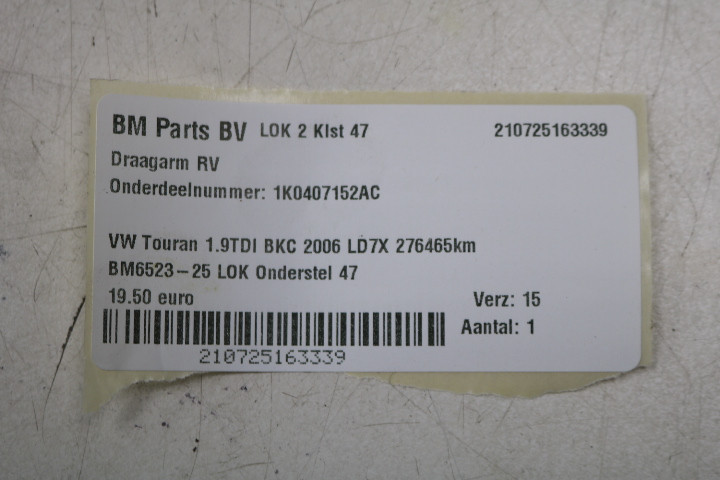 BM Parts BV LOK 2 Klst 47 210725163339
Draagarm RV
Onderdeelnummer: 1K0407152AC
VW Touran 1.9TDI BKC 2006 LD7X 276465km
BM6523-25 LOK Onderstel 47
19.50 euro Verz: 15
Aantal: 1
210725163339